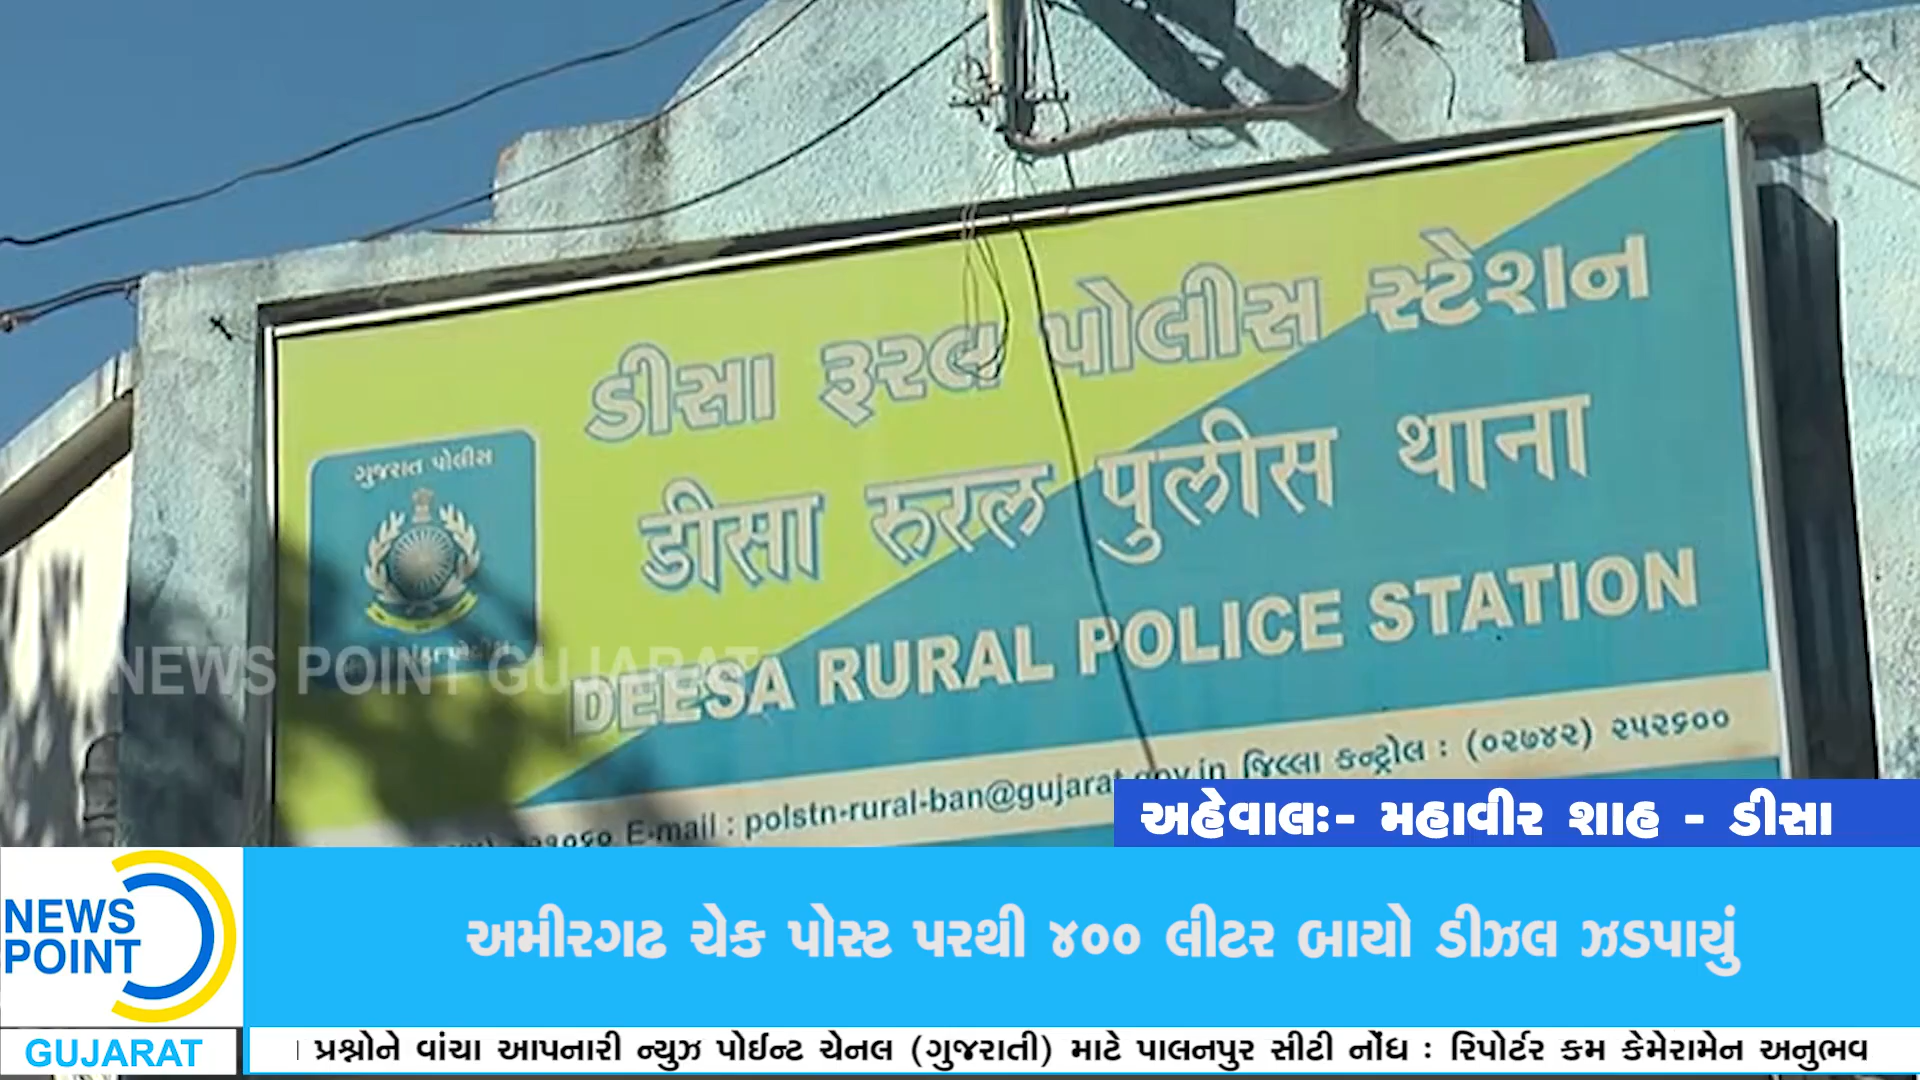 ડીસા રૂરલ પોલીસ સ્ટેશન
ગુજરાત પોલીસ
डीसा रुरल पुलीस थाना
DEESA RURAL POLICE STATION
NEWS POINT GUJARAT
E-mail : polstn-rural-ban@gujarat.gov.in જિલ્લા કન્ટ્રોલ : (૦૨૭૪૨) ૨૫૨૬૦૦
અહેવાલઃ- મહાવીર શાહ - ડીસા
NEWS
POINT
અમીરગઢ ચેક પોસ્ટ પરથી ૪૦૦ લીટર બાયો ડીઝલ ઝડપાયું
GUJARAT
। પ્રશ્નોને વાંચા આપનારી ન્યુઝ પોઈન્ટ ચેનલ (ગુજરાતી) માટે પાલનપુર સીટી નોંધ : રિપોર્ટર કમ કેમેરામેન અનુભવ